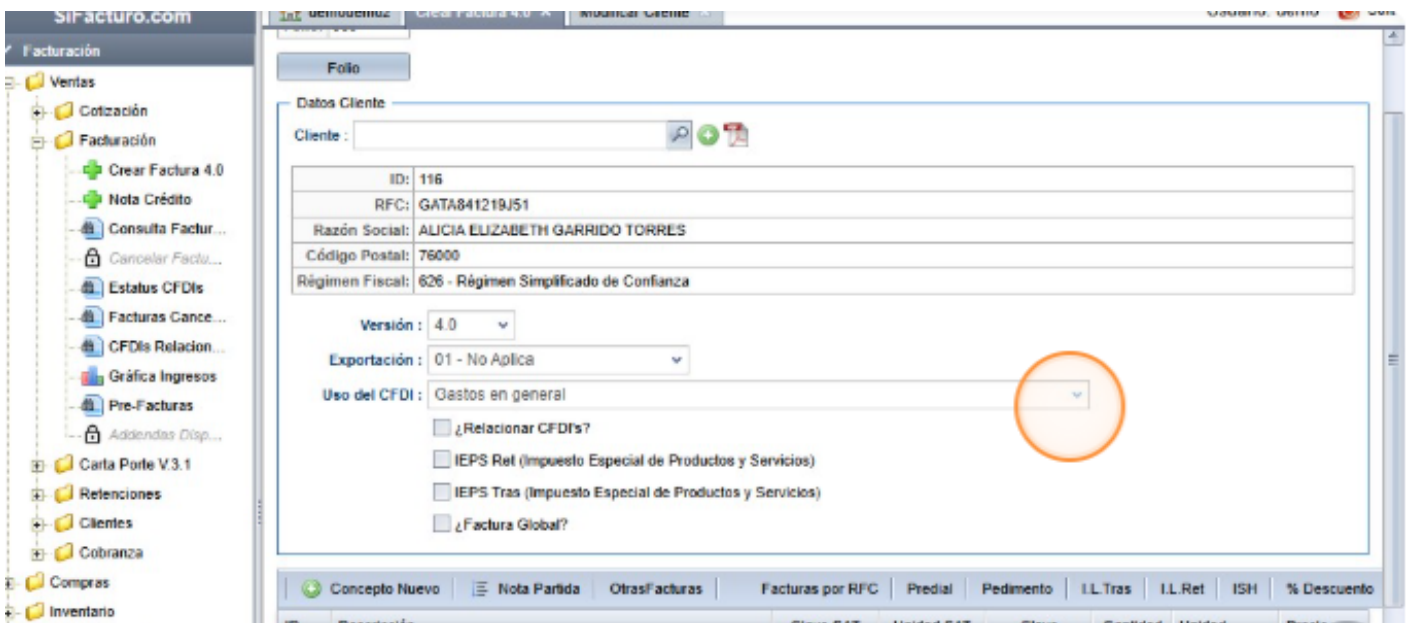 SiFacturo.com
demodemo2 Crear Factura 4.0 Modificar Cliente Usuario: demo
Facturación
Folio
Ventas
Datos Cliente
Cotización
Cliente :
Facturación
Crear Factura 4.0
ID: 116
Nota Crédito
RFC: GATA841219J51
Consulta Factur...
Razón Social: ALICIA ELIZABETH GARRIDO TORRES
Cancelar Factu...
Código Postal: 76000
Estatus CFDIs
Régimen Fiscal: 626 - Régimen Simplificado de Confianza
Facturas Cance...
Versión : 4.0
CFDIs Relacion...
Exportación : 01 - No Aplica
Gráfica Ingresos
Uso del CFDI : Gastos en general
Pre-Facturas
¿Relacionar CFDI's?
Addendas Disp...
IEPS Ret (Impuesto Especial de Productos y Servicios)
Carta Porte V.3.1
Retenciones
IEPS Tras (Impuesto Especial de Productos y Servicios)
Clientes
¿Factura Global?
Cobranza
Compras
Concepto Nuevo Nota Partida OtrasFacturas Facturas por RFC Predial Pedimento I.L.Tras I.L.Ret ISH % Descuento
Inventario